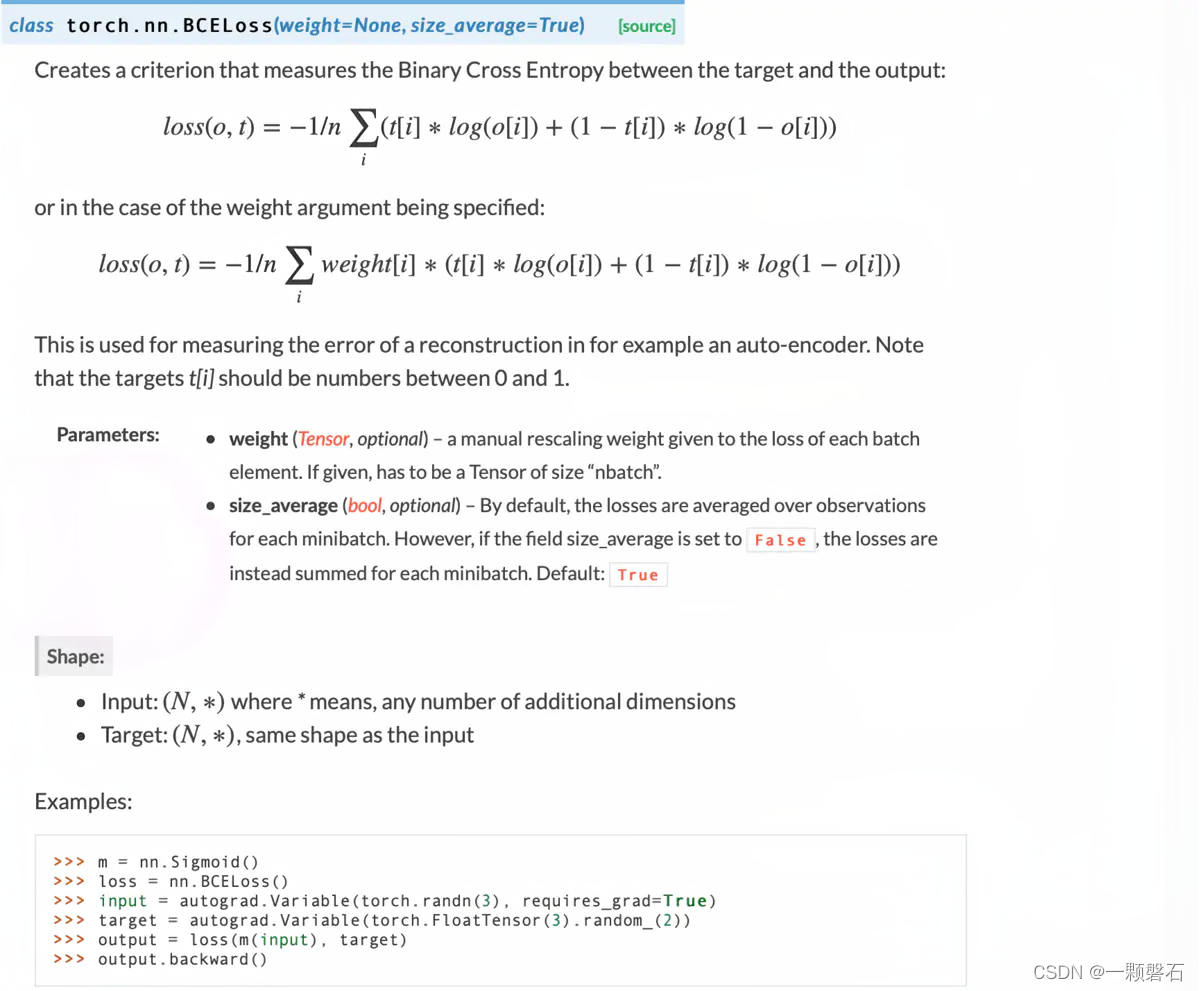 class torch.nn.BCELoss(weight=None, size_average=True) [source]
Creates a criterion that measures the Binary Cross Entropy between the target and the output:
loss(o, t) = −1/n ∑ᵢ (t[i] ∗ log(o[i]) + (1 − t[i]) ∗ log(1 − o[i]))
or in the case of the weight argument being specified:
loss(o, t) = −1/n ∑ᵢ weight[i] ∗ (t[i] ∗ log(o[i]) + (1 − t[i]) ∗ log(1 − o[i]))
This is used for measuring the error of a reconstruction in for example an auto-encoder. Note
that the targets t[i] should be numbers between 0 and 1.
Parameters:
• weight (Tensor, optional) – a manual rescaling weight given to the loss of each batch
element. If given, has to be a Tensor of size “nbatch”.
• size_average (bool, optional) – By default, the losses are averaged over observations
for each minibatch. However, if the field size_average is set to False, the losses are
instead summed for each minibatch. Default: True
Shape:
• Input: (N, ∗) where * means, any number of additional dimensions
• Target: (N, ∗), same shape as the input
Examples:
>>> m = nn.Sigmoid()
>>> loss = nn.BCELoss()
>>> input = autograd.Variable(torch.randn(3), requires_grad=True)
>>> target = autograd.Variable(torch.FloatTensor(3).random_(2))
>>> output = loss(m(input), target)
>>> output.backward()
CSDN @一颗磐石